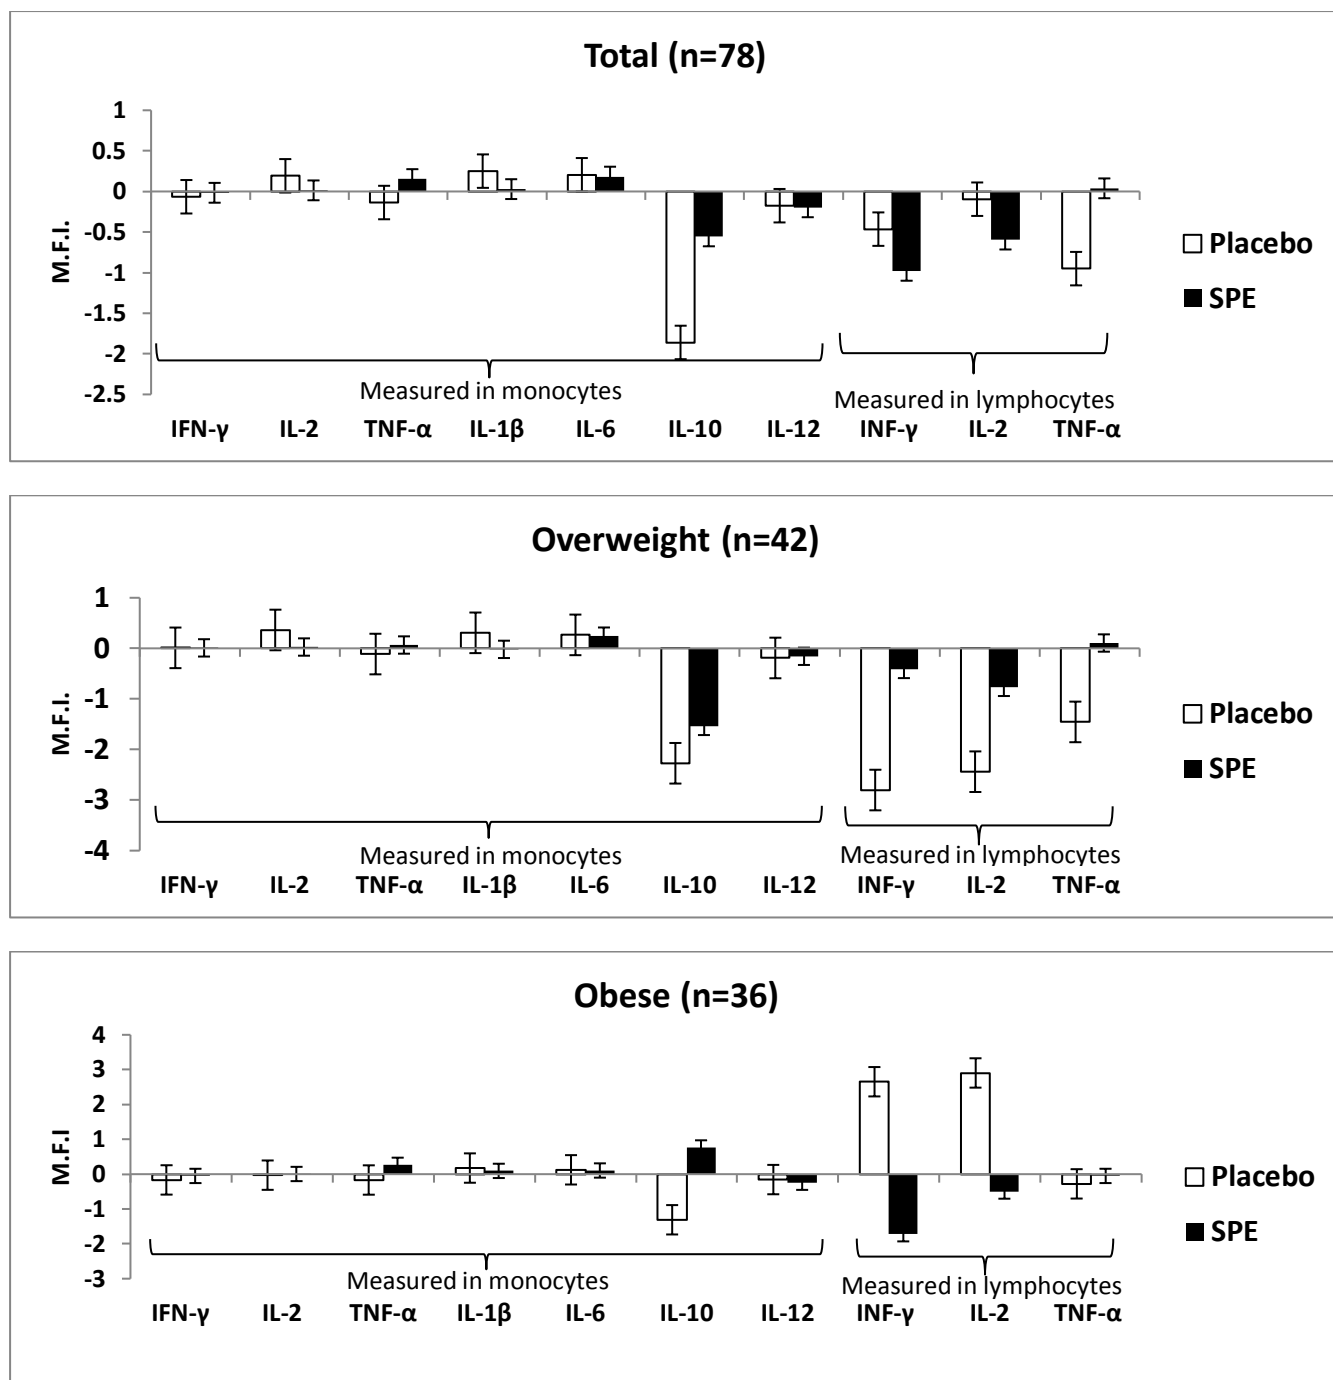 Total (n=78)
1
0.5
0
-0.5
-1
-1.5
-2
-2.5
M.F.I.
Placebo
SPE
Measured in monocytes
Measured in lymphocytes
IFN-γ IL-2 TNF-α IL-1β IL-6 IL-10 IL-12 INF-γ IL-2 TNF-α
Overweight (n=42)
1
0
-1
-2
-3
-4
M.F.I.
Placebo
SPE
Measured in monocytes
Measured in lymphocytes
IFN-γ IL-2 TNF-α IL-1β IL-6 IL-10 IL-12 INF-γ IL-2 TNF-α
Obese (n=36)
4
3
2
1
0
-1
-2
-3
M.F.I
Placebo
SPE
Measured in monocytes
Measured in lymphocytes
IFN-γ IL-2 TNF-α IL-1β IL-6 IL-10 IL-12 INF-γ IL-2 TNF-α